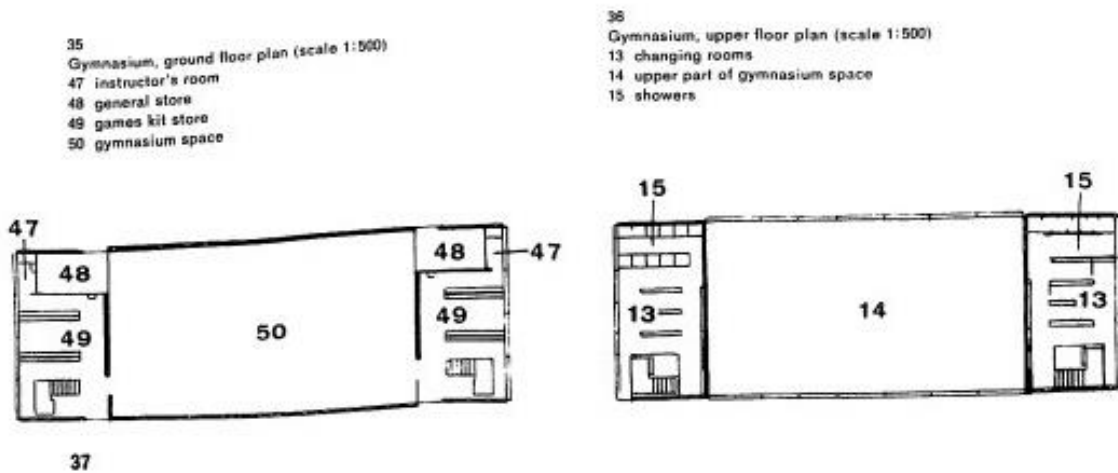 35
Gymnasium, ground floor plan (scale 1:500)
47 instructor's room
48 general store
49 games kit store
50 gymnasium space
36
Gymnasium, upper floor plan (scale 1:500)
13 changing rooms
14 upper part of gymnasium space
15 showers
47
48
49
50
48
47
49
15
13
14
15
13
37